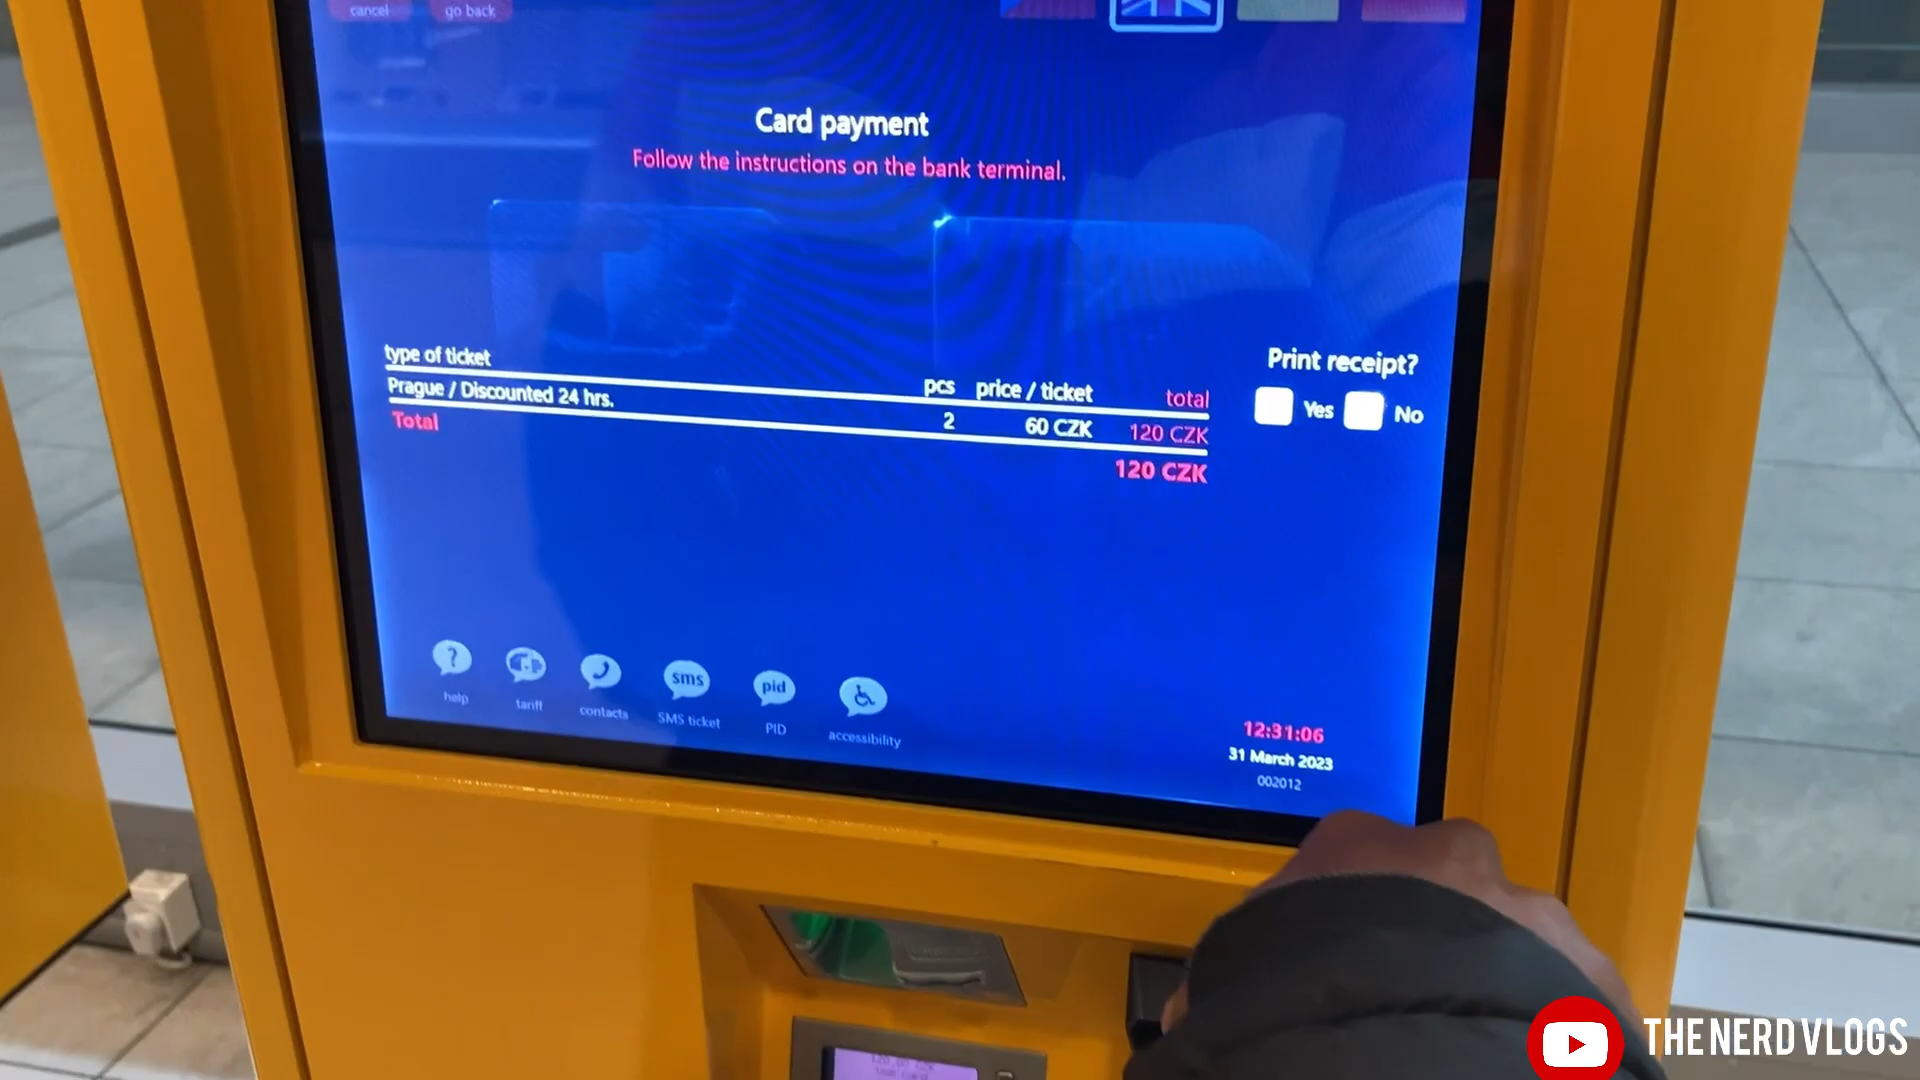 cancel
go back
Card payment
Follow the instructions on the bank terminal.
type of ticket
pcs price / ticket total
Prague / Discounted 24 hrs. 2 60 CZK 120 CZK
Total 120 CZK
Print receipt?
Yes No
?
sms
pid
help
tariff
contacts
SMS ticket
PID
accessibility
12:31:06
31 March 2023
002012
THE NERD VLOGS